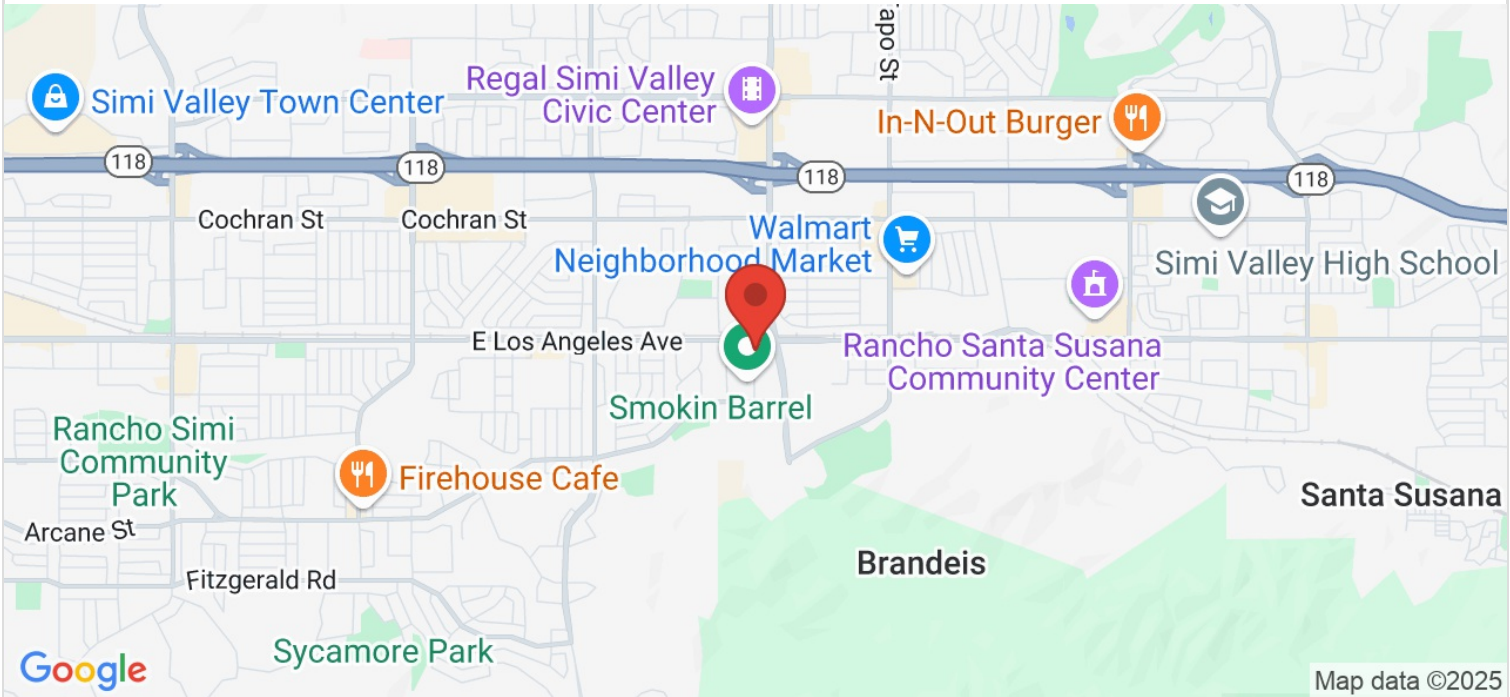 apo St
Regal Simi Valley
Civic Center
Simi Valley Town Center
In-N-Out Burger
118
118
118
118
Cochran St
Cochran St
Walmart
Neighborhood Market
Simi Valley High School
E Los Angeles Ave
Rancho Santa Susana
Community Center
Smokin Barrel
Rancho Simi
Community
Park
Firehouse Cafe
Santa Susana
Arcane St
Brandeis
Fitzgerald Rd
Sycamore Park
Google
Map data ©2025